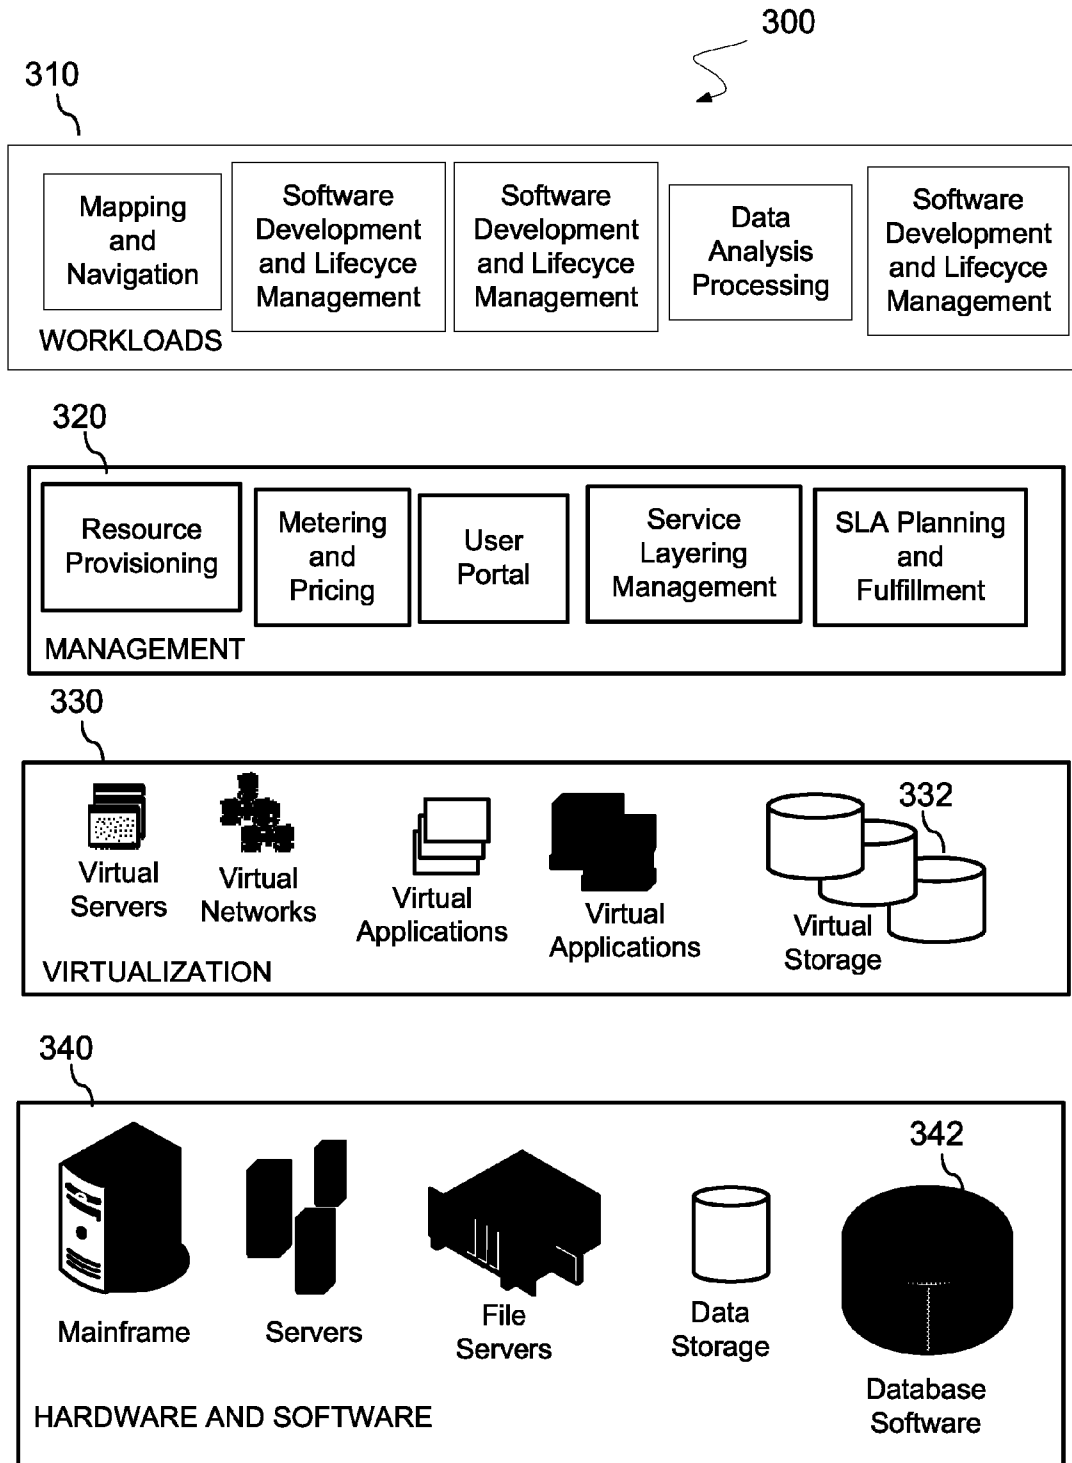 300
310
Mapping
and
Navigation
Software
Development
and Lifecyce
Management
Software
Development
and Lifecyce
Management
Data
Analysis
Processing
Software
Development
and Lifecyce
Management
WORKLOADS
320
Resource
Provisioning
Metering
and
Pricing
User
Portal
Service
Layering
Management
SLA Planning
and
Fulfillment
MANAGEMENT
330
332
Virtual
Servers
Virtual
Networks
Virtual
Applications
Virtual
Applications
Virtual
Storage
VIRTUALIZATION
340
342
Mainframe
Servers
File
Servers
Data
Storage
Database
Software
HARDWARE AND SOFTWARE